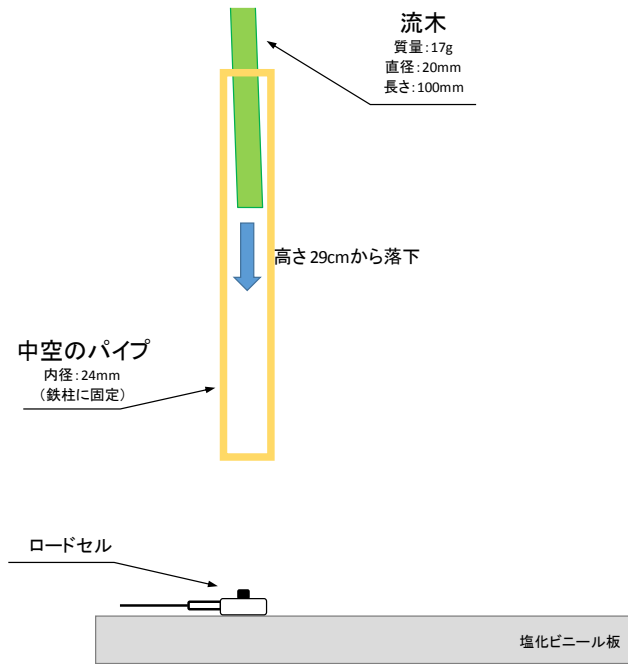 流木
質量:17g
直径:20mm
長さ:100mm
高さ29cmから落下
中空のパイプ
内径:24mm
(鉄柱に固定)
ロードセル
塩化ビニール板